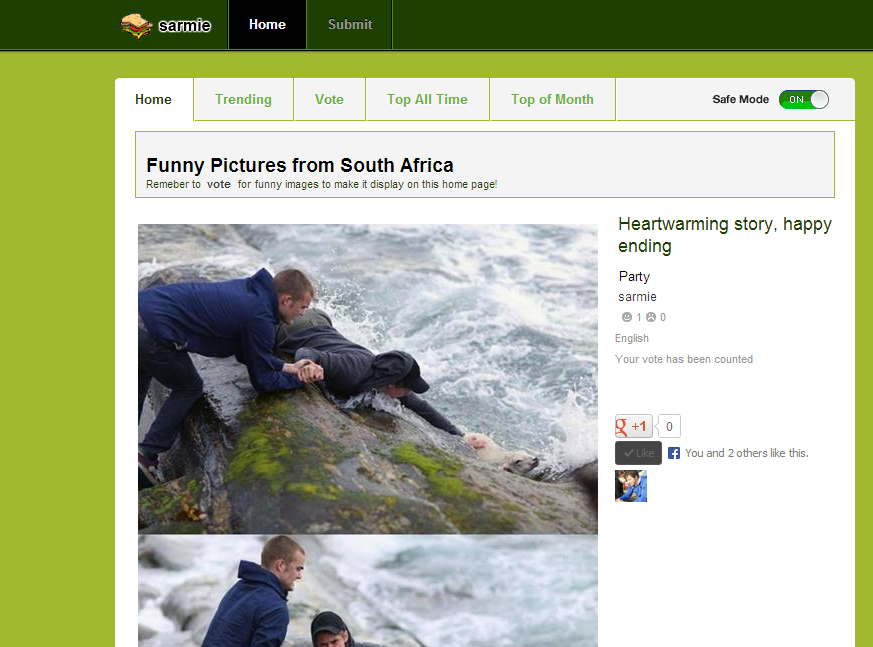 sarmie
Home
Submit
Home
Trending
Vote
Top All Time
Top of Month
Safe Mode
ON
Funny Pictures from South Africa
Remeber to vote for funny images to make it display on this home page!
Heartwarming story, happy
ending
Party
sarmie
1 0
English
Your vote has been counted
g +1 0
Like
f You and 2 others like this.